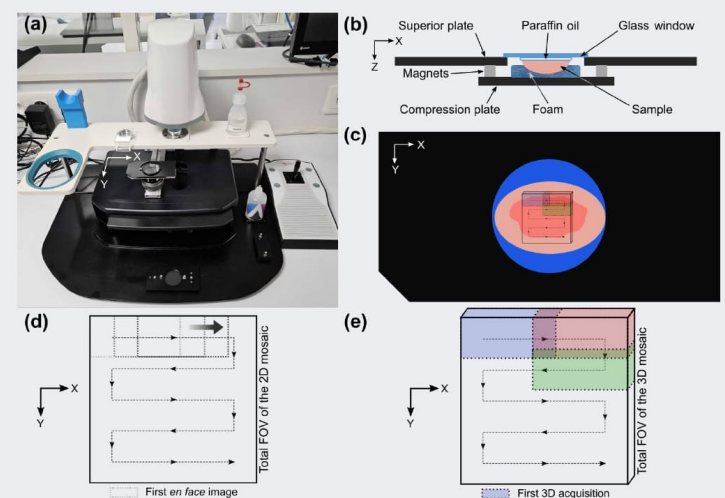 (a)
X
Y
(b)
X
Z
Superior plate
Paraffin oil
Glass window
Magnets
Compression plate
Foam
Sample
(c)
X
Y
(d)
X
Y
Total FOV of the 2D mosaic
First en face image
(e)
X
Y
Total FOV of the 3D mosaic
First 3D acquisition